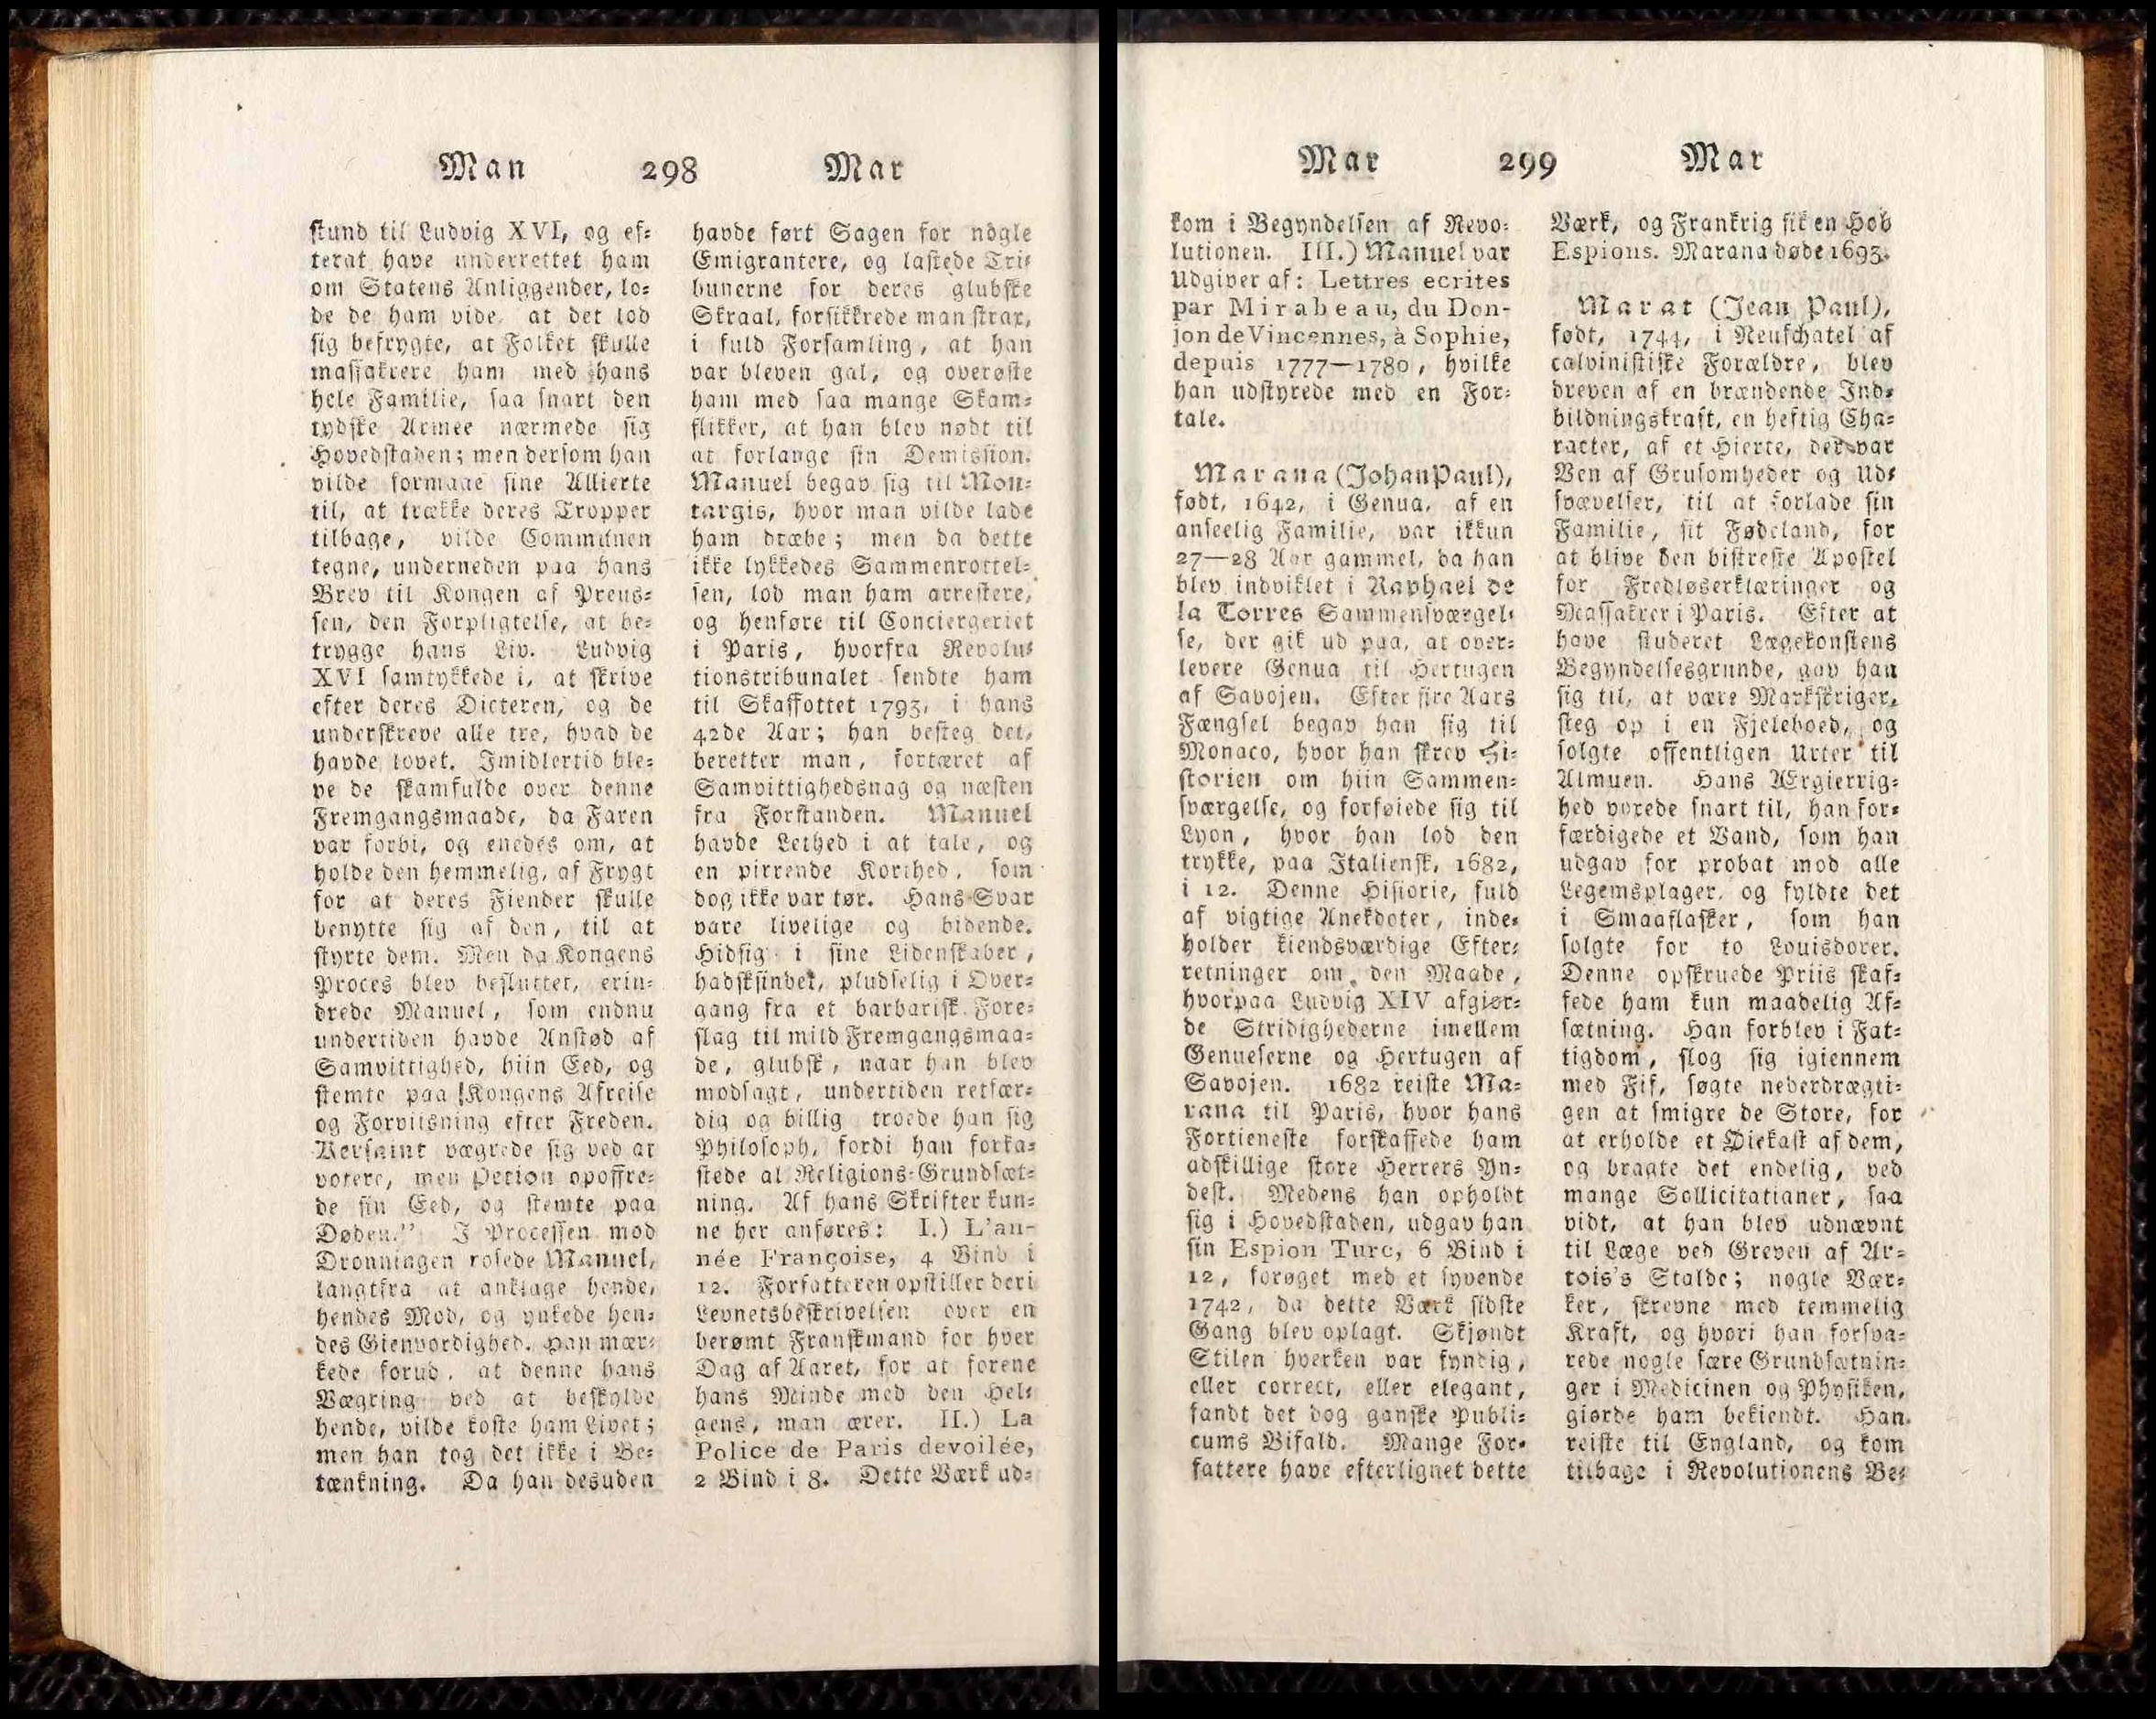 Man 298 Mar
stund til Ludvig XVI, og ef-
terat have underrettet ham
om Statens Anliggender, lo-
de de ham vide, at det lod
sig befrygte, at Folket skulle
massakrere ham med hans
hele Familie, saa snart den
tydske Armee nærmede sig
Hovedstaden; men dersom han
vilde formaae sine Allierte
til, at trække deres Tropper
tilbage, vilde Communen
tegne, underneden paa hans
Brev til Kongen af Preus-
sen, den Forpligtelse, at be-
trygge hans Liv. Ludvig
XVI samtykkede i, at skrive
efter deres Dicteren, og de
underskreve alle tre, hvad de
havde lovet. Imidlertid ble-
ve de skamfulde over denne
Fremgangsmaade, da Faren
var forbi, og enedes om, at
holde den hemmelig, af Frygt
for at deres Fiender skulle
benytte sig af den, til at
styrte dem. Men da Kongens
Proces blev besluttet, erin-
drede Manuel, som endnu
undertiden havde Anstød af
Samvittighed, hiin Eed, og
stemte paa Kongens Afreise
og Forviisning efter Freden.
Kersaint vægrede sig ved at
votere, men Petion opoffre-
de sin Eed, og stemte paa
Døden." I Processen mod
Dronningen rosede Manuel,
langtfra at anklage hende,
hendes Mod, og ynkede hen-
des Gienvordighed. Han mær-
kede forud, at denne hans
Vægring ved at beskylde
hende, vilde koste ham Livet;
men han tog det ikke i Be-
tænkning. Da han desuden
havde ført Sagen for nogle
Emigrantere, og lastede Tri-
bunerne for deres glubske
Skraal, forsikkrede man strax,
i fuld Forsamling, at han
var bleven gal, og overøste
ham med saa mange Skam-
flikker, at han blev nødt til
at forlange sin Demission.
Manuel begav sig til Mon-
targis, hvor man vilde lade
ham dræbe; men da dette
ikke lykkedes Sammenrottel-
sen, lod man ham arrestere,
og henføre til Conciergeriet
i Paris, hvorfra Revolu-
tionstribunalet sendte ham
til Skaffottet 1793, i hans
42de Aar; han besteg det,
beretter man, fortæret af
Samvittighedsnag og næsten
fra Forstanden. Manuel
havde Lethed i at tale, og
en pirrende Korthed, som
dog ikke var tør. Hans Svar
vare livelige og bidende.
Hidsig i sine Lidenskaber,
hadsksindet, pludselig i Over-
gang fra et barbarisk Fore-
slag til mild Fremgangsmaa-
de, glubsk, naar han blev
modsagt, undertiden retfær-
dig og billig troede han sig
Philosoph, fordi han forka-
stede al Religions-Grundsæt-
ning. Af hans Skrifter kun-
ne her anføres: I.) L'an-
née Françoise, 4 Bind i
12. Forfatteren opstiller deri
Levnetsbeskrivelsen over en
berømt Franskmand for hver
Dag af Aaret, for at forene
hans Minde med den Hel-
gens, man ærer. II.) La
Police de Paris devoilée,
2 Bind i 8. Dette Værk ud-
Mar 299 Mar
kom i Begyndelsen af Revo-
lutionen. III.) Manuel var
Udgiver af: Lettres ecrites
par Mirabeau, du Don-
jon de Vincennes, à Sophie,
depuis 1777—1780, hvilke
han udstyrede med en For-
tale.
Marana (Johan Paul),
født, 1642, i Genua, af en
anseelig Familie, var ikkun
27—28 Aar gammel, da han
blev indviklet i Raphael de
la Torres Sammensværgel-
se, der gik ud paa, at over-
levere Genua til Hertugen
af Savojen. Efter fire Aars
Fængsel begav han sig til
Monaco, hvor han skrev Hi-
storien om hiin Sammen-
sværgelse, og forføiede sig til
Lyon, hvor han lod den
trykke, paa Italiensk, 1682,
i 12. Denne Historie, fuld
af vigtige Anekdoter, inde-
holder kiendsværdige Efter-
retninger om den Maade,
hvorpaa Ludvig XIV afgiør-
de Stridighederne imellem
Genueserne og Hertugen af
Savojen. 1682 reiste Ma-
rana til Paris, hvor hans
Fortieneste forskaffede ham
adskillige store Herrers Yn-
dest. Medens han opholdt
sig i Hovedstaden, udgav han
sin Espion Turc, 6 Bind i
12, forøget med et syvende
1742, da dette Værk sidste
Gang blev oplagt. Skjøndt
Stilen hverken var fyndig,
eller correct, eller elegant,
fandt det dog ganske Publi-
cums Bifald. Mange For-
fattere have efterlignet dette
Værk, og Frankrig fik en Hob
Espions. Marana døde 1693.
Marat (Jean Paul),
født, 1744, i Neufchatel af
calvinistiske Forældre, blev
dreven af en brændende Ind-
bildningskraft, en heftig Cha-
racter, af et Hierte, der var
Ven af Grusomheder og Ud-
svævelser, til at forlade sin
Familie, sit Fødeland, for
at blive den bistreste Apostel
for Fredløserklæringer og
Massakrer i Paris. Efter at
have studeret Lægekonstens
Begyndelsesgrunde, gav han
sig til, at være Markskriger,
steg op i en Fjeleboed, og
solgte offentligen Urter til
Almuen. Hans Ærgierrig-
hed voxede snart til, han for-
færdigede et Vand, som han
udgav for probat mod alle
Legemsplager, og fyldte det
i Smaaflasker, som han
solgte for to Louisdorer.
Denne opskruede Priis skaf-
fede ham kun maadelig Af-
sætning. Han forblev i Fat-
tigdom, slog sig igiennem
med Fif, søgte nederdrægti-
gen at smigre de Store, for
at erholde et Øiekast af dem,
og bragte det endelig, ved
mange Sollicitatianer, saa
vidt, at han blev udnævnt
til Læge ved Greven af Ar-
tois's Stalde; nogle Vær-
ker, skrevne med temmelig
Kraft, og hvori han forsva-
rede nogle sære Grundsætnin-
ger i Medicinen og Physiken,
giørde ham bekiendt. Han
reiste til England, og kom
tilbage i Revolutionens Be-